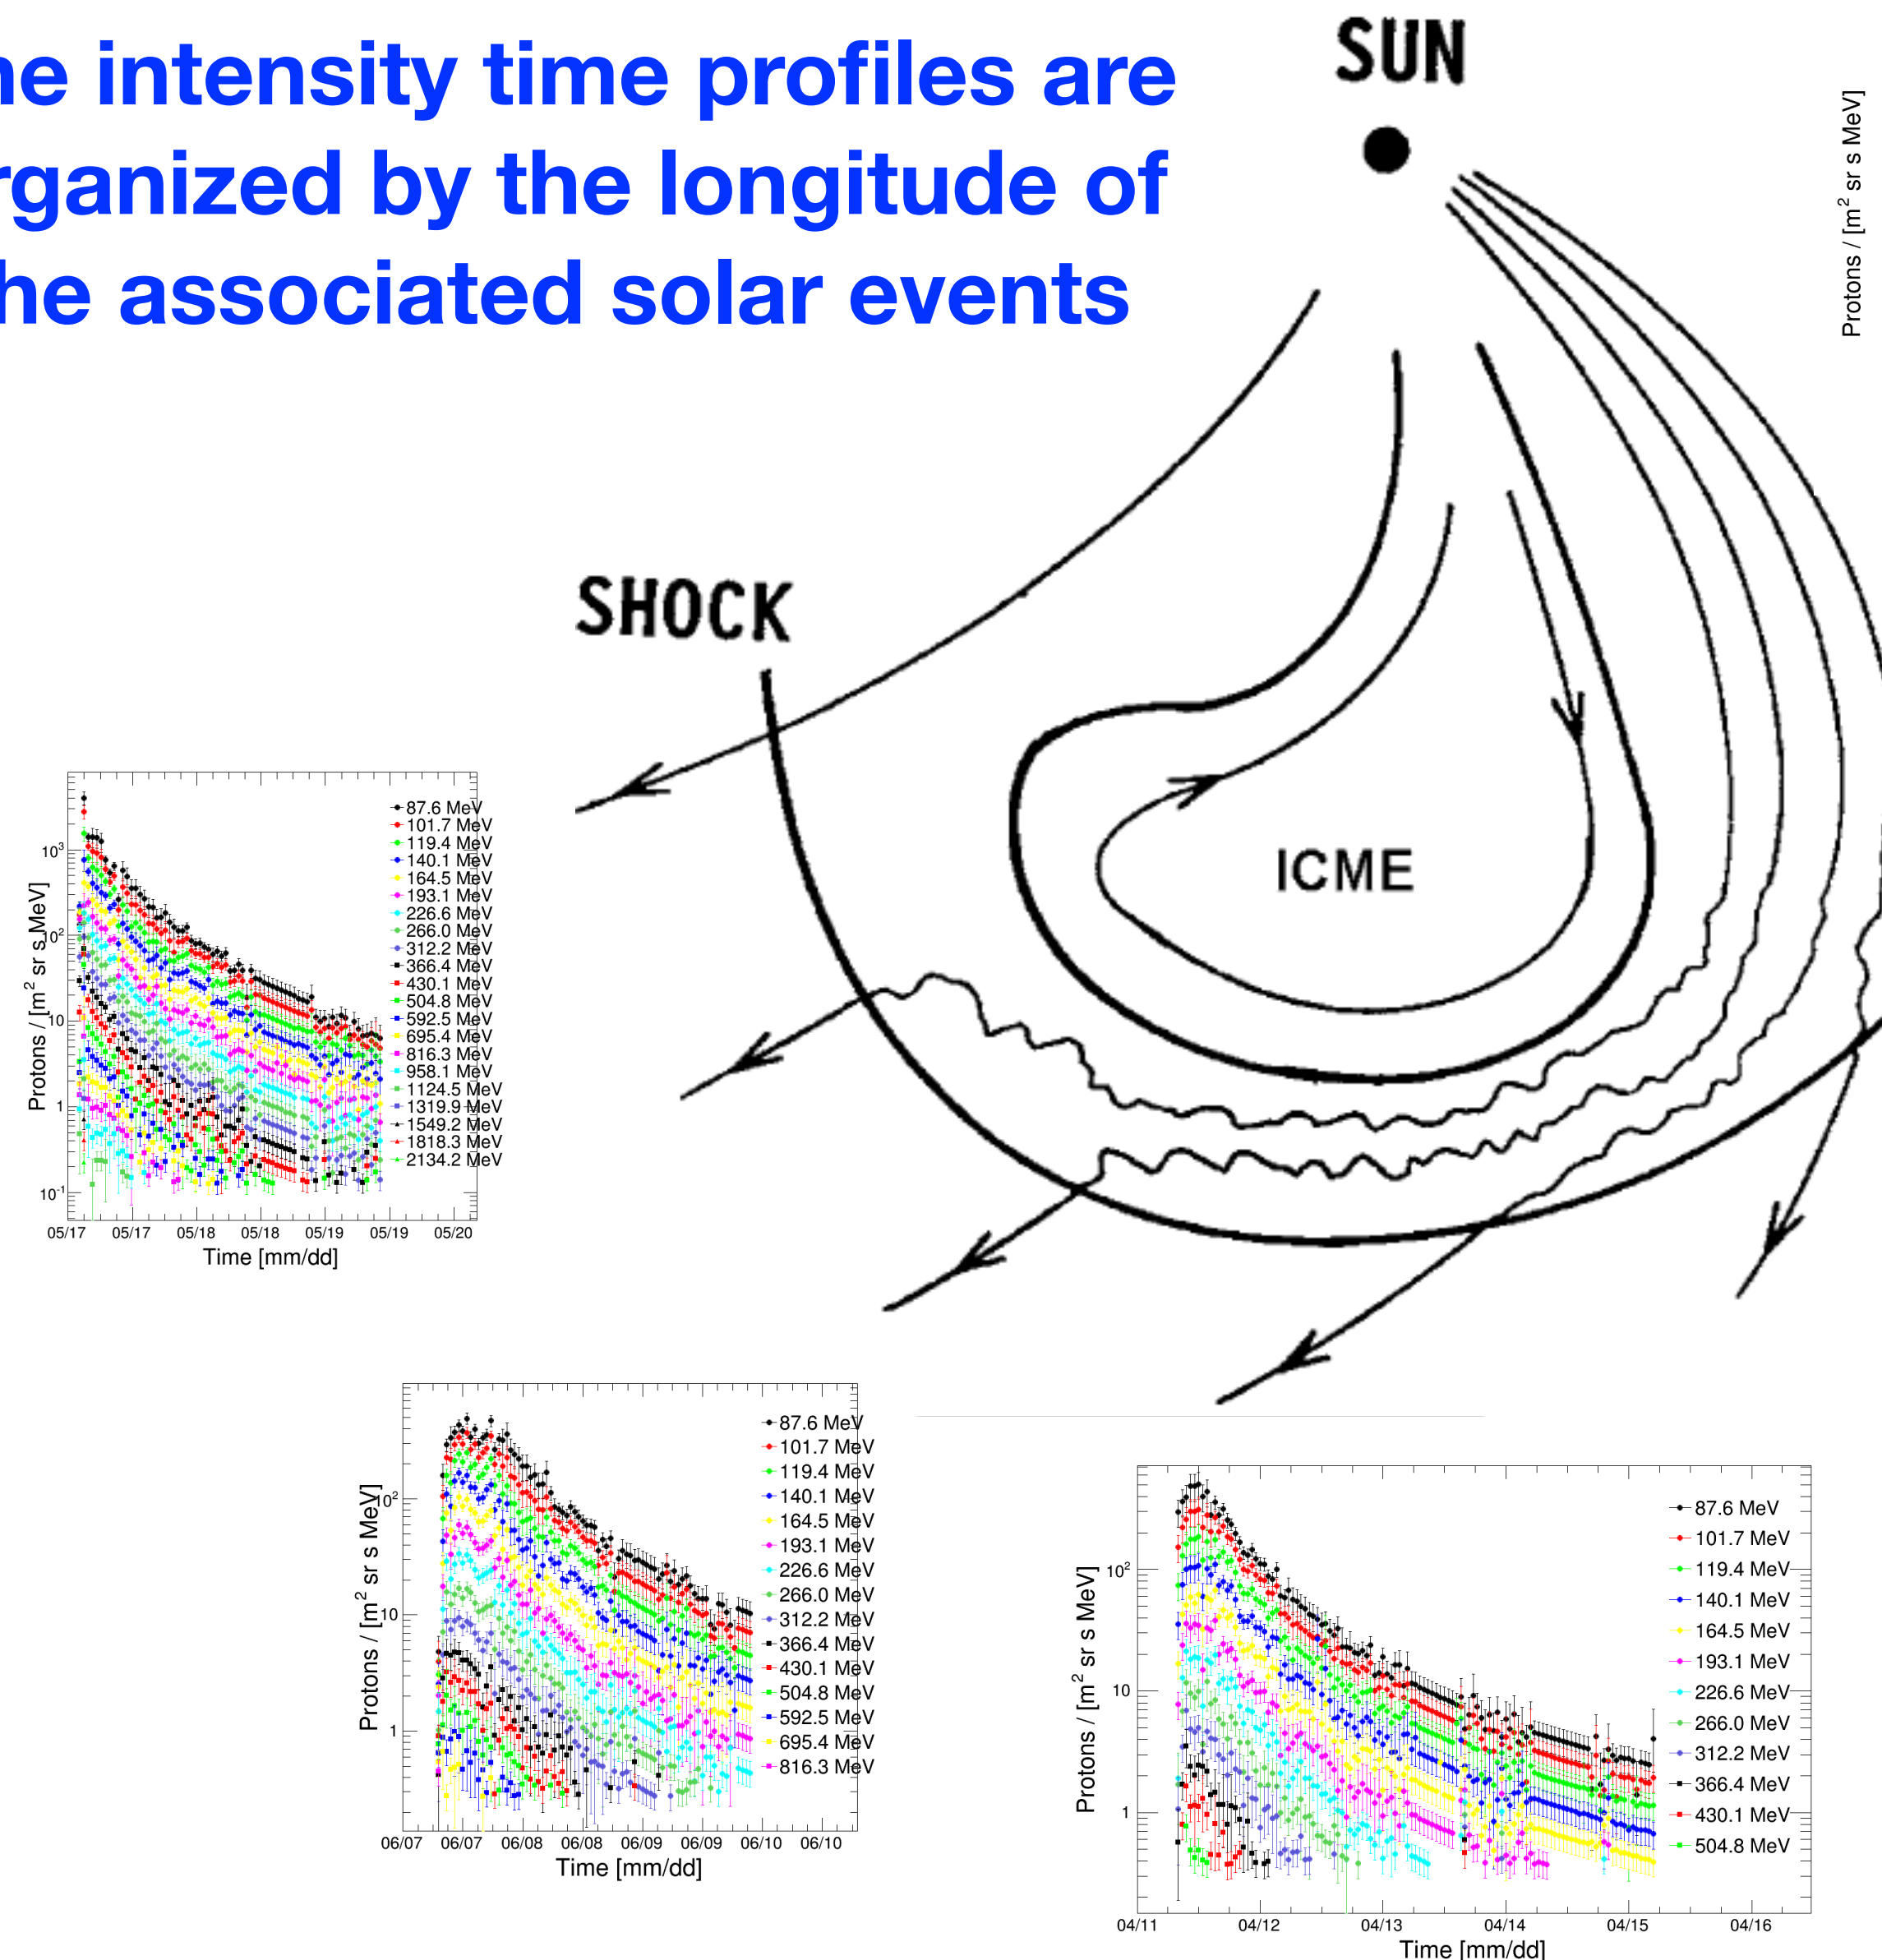 ne intensity time profiles are
rganized by the longitude of
he associated solar events
SUN
Protons / [m² sr s MeV]
SHOCK
ICME
Protons / [m² sr s MeV]
10³
10²
10
1
10⁻¹
87.6 MeV
101.7 MeV
119.4 MeV
140.1 MeV
164.5 MeV
193.1 MeV
226.6 MeV
266.0 MeV
312.2 MeV
366.4 MeV
430.1 MeV
504.8 MeV
592.5 MeV
695.4 MeV
816.3 MeV
958.1 MeV
1124.5 MeV
1319.9 MeV
1549.2 MeV
1818.3 MeV
2134.2 MeV
05/17 05/17 05/18 05/18 05/19 05/19 05/20
Time [mm/dd]
Protons / [m² sr s MeV]
10²
10
1
87.6 MeV
101.7 MeV
119.4 MeV
140.1 MeV
164.5 MeV
193.1 MeV
226.6 MeV
266.0 MeV
312.2 MeV
366.4 MeV
430.1 MeV
504.8 MeV
592.5 MeV
695.4 MeV
816.3 MeV
06/07 06/07 06/08 06/08 06/09 06/09 06/10 06/10
Time [mm/dd]
Protons / [m² sr s MeV]
10²
10
1
87.6 MeV
101.7 MeV
119.4 MeV
140.1 MeV
164.5 MeV
193.1 MeV
226.6 MeV
266.0 MeV
312.2 MeV
366.4 MeV
430.1 MeV
504.8 MeV
04/11 04/12 04/13 04/14 04/15 04/16
Time [mm/dd]